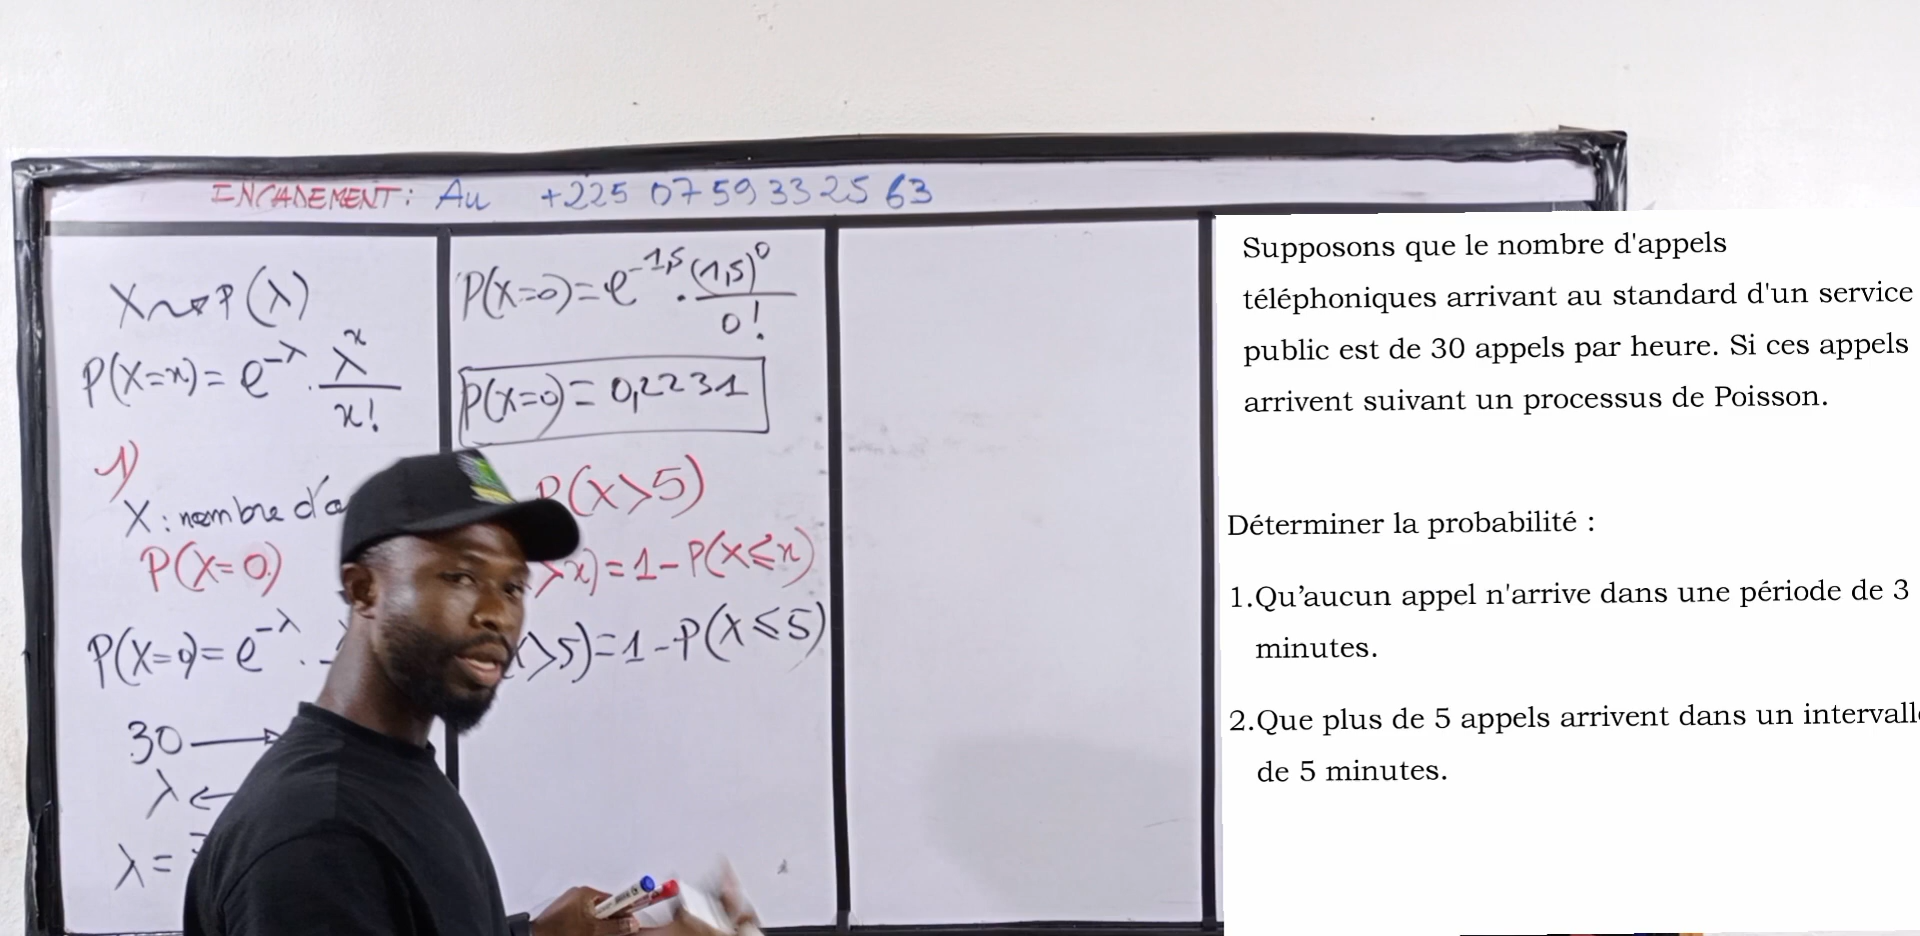 INCADEMENT: Au +225 07 59 33 25 63
X ⇝ P(λ)
P(X=x) = e^-λ . λ^x / x!
1)
X : nombre d'a
P(X=0)
P(X=0) = e^-λ .
30 →
λ ←
λ =
P(X=0) = e^-1,5 . (1,5)^0 / 0!
P(X=0) = 0,2231
P(X>5)
>x) = 1 - P(X⩽x)
>5) = 1 - P(X⩽5)
Supposons que le nombre d'appels
téléphoniques arrivant au standard d'un service
public est de 30 appels par heure. Si ces appels
arrivent suivant un processus de Poisson.
Déterminer la probabilité :
1.Qu’aucun appel n'arrive dans une période de 3
minutes.
2.Que plus de 5 appels arrivent dans un intervalle
de 5 minutes.